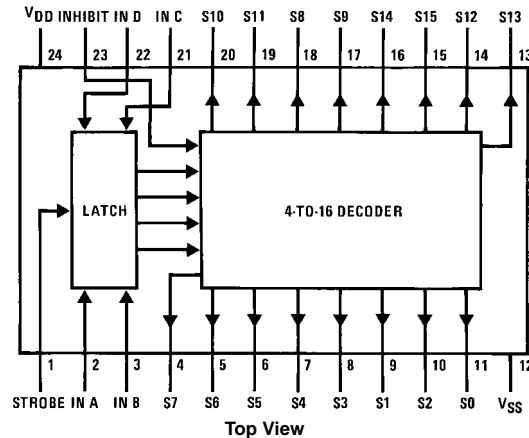 VDD INHIBIT IN D IN C S10 S11 S8 S9 S14 S15 S12 S13
24 23 22 21 20 19 18 17 16 15 14 13
LATCH
4-TO-16 DECODER
1 2 3 4 5 6 7 8 9 10 11 12
STROBE IN A IN B S7 S6 S5 S4 S3 S1 S2 S0 VSS
Top View